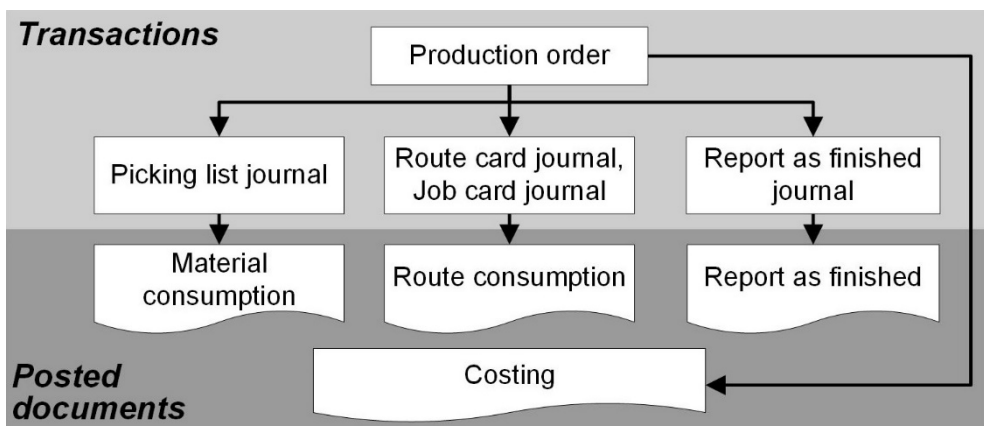 Transactions
Production order
Picking list journal
Route card journal,
Job card journal
Report as finished
journal
Material
consumption
Route consumption
Report as finished
Costing
Posted
documents